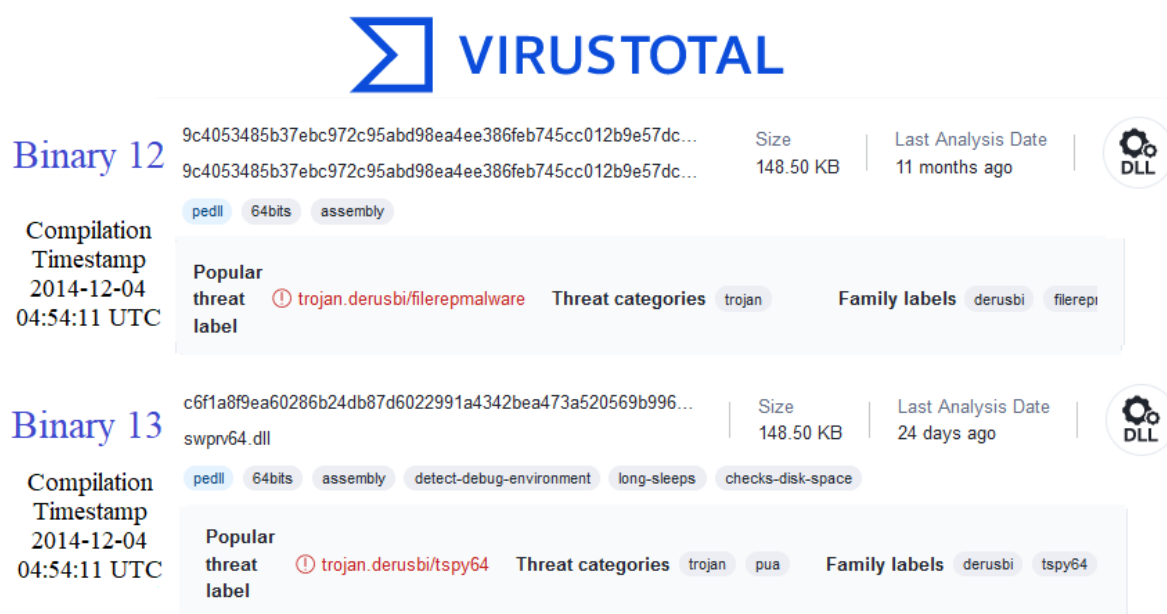 VIRUSTOTAL
Binary 12
9c4053485b37ebc972c95abd98ea4ee386feb745cc012b9e57dc...
9c4053485b37ebc972c95abd98ea4ee386feb745cc012b9e57dc...
Size
148.50 KB
Last Analysis Date
11 months ago
DLL
pedll 64bits assembly
Compilation
Timestamp
2014-12-04
04:54:11 UTC
Popular
threat
label
trojan.derusbi/filerepmalware Threat categories trojan Family labels derusbi filerepr
Binary 13
c6f1a8f9ea60286b24db87d6022991a4342bea473a520569b996...
swprv64.dll
Size
148.50 KB
Last Analysis Date
24 days ago
DLL
pedll 64bits assembly detect-debug-environment long-sleeps checks-disk-space
Compilation
Timestamp
2014-12-04
04:54:11 UTC
Popular
threat
label
trojan.derusbi/tspy64 Threat categories trojan pua Family labels derusbi tspy64